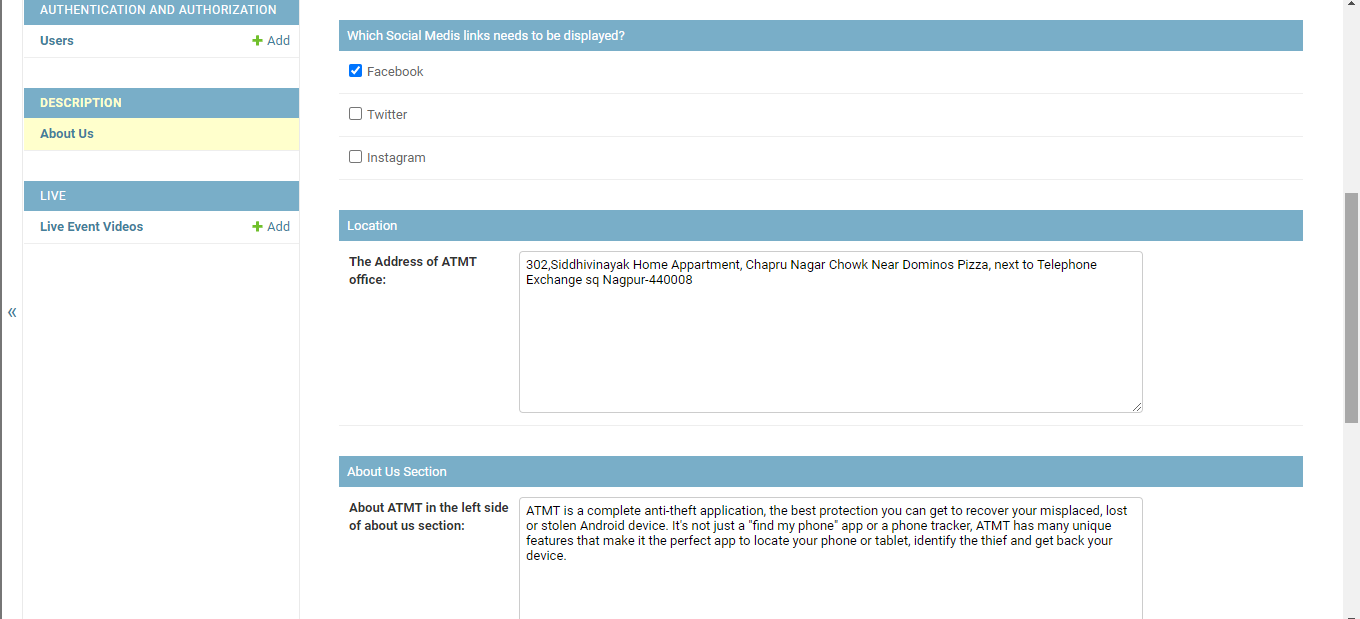 AUTHENTICATION AND AUTHORIZATION
Users
+ Add
DESCRIPTION
About Us
LIVE
Live Event Videos
+ Add
«
Which Social Medis links needs to be displayed?
Facebook
Twitter
Instagram
Location
The Address of ATMT
office:
302,Siddhivinayak Home Appartment, Chapru Nagar Chowk Near Dominos Pizza, next to Telephone
Exchange sq Nagpur-440008
About Us Section
About ATMT in the left side
of about us section:
ATMT is a complete anti-theft application, the best protection you can get to recover your misplaced, lost
or stolen Android device. It's not just a "find my phone" app or a phone tracker, ATMT has many unique
features that make it the perfect app to locate your phone or tablet, identify the thief and get back your
device.